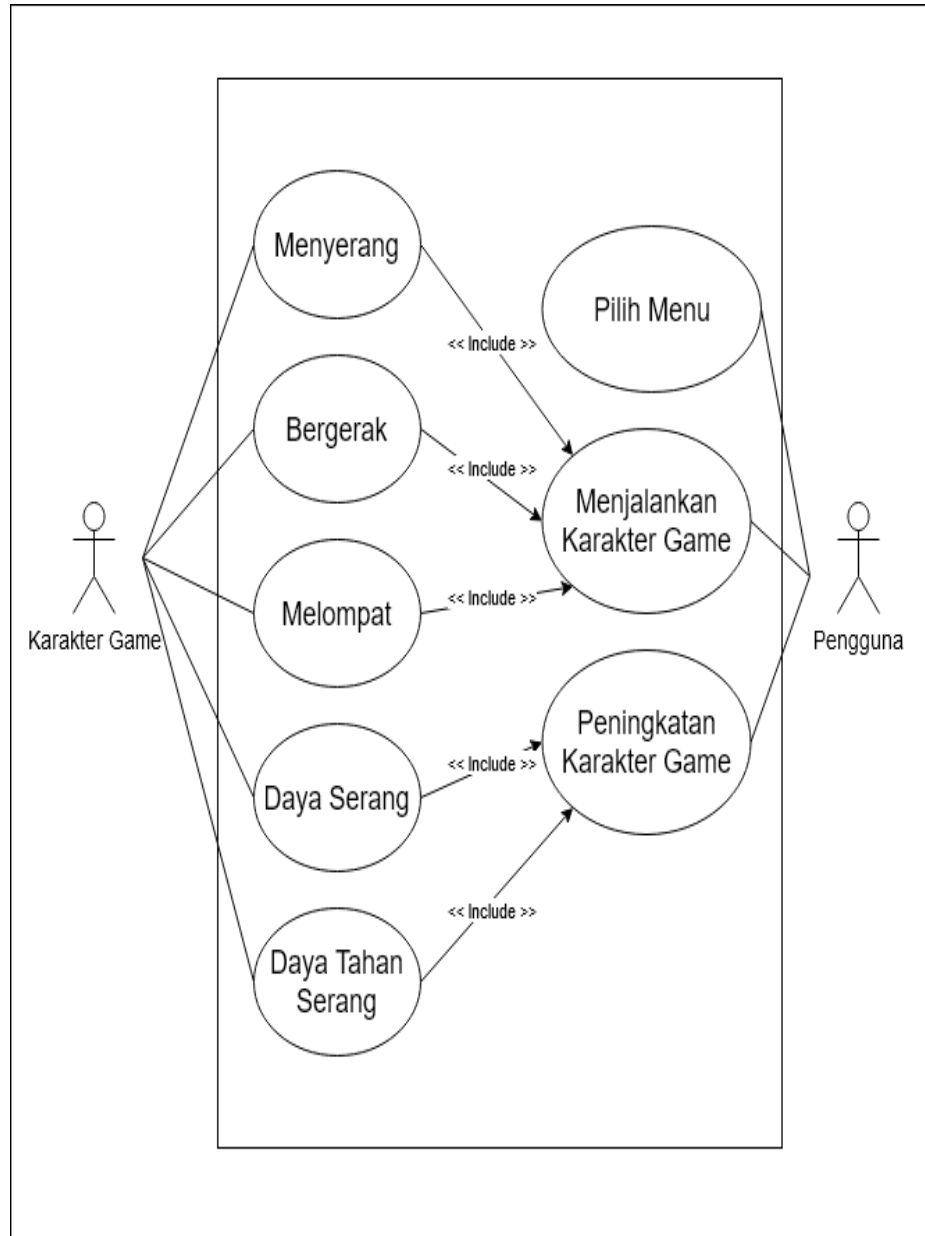 Menyerang
Pilih Menu
<< Include >>
Bergerak
<< Include >>
Menjalankan
Karakter Game
Melompat
<< Include >>
Karakter Game
Pengguna
Peningkatan
Karakter Game
<< Include >>
Daya Serang
<< Include >>
Daya Tahan
Serang